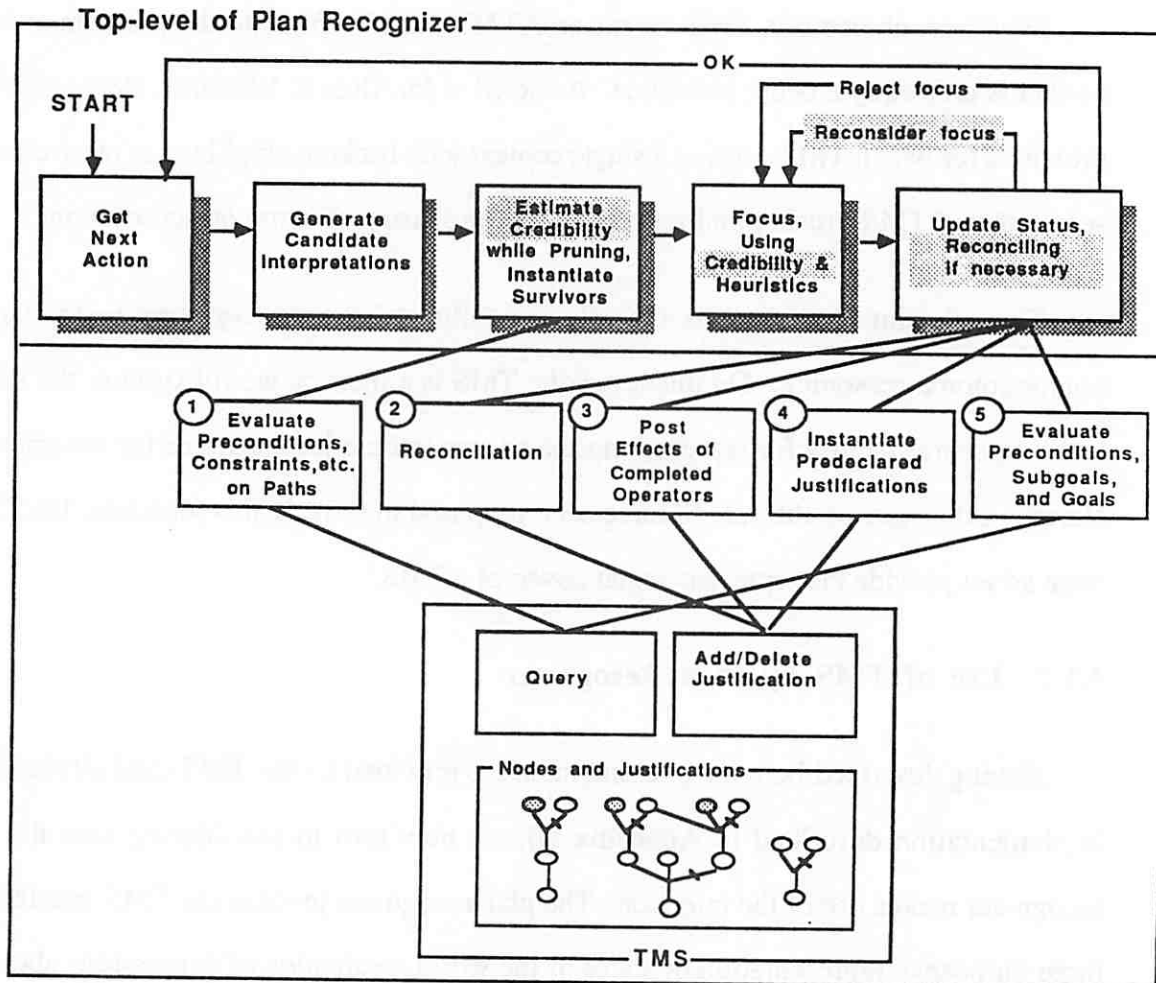 Top-level of Plan Recognizer
OK
START
Reject focus
Reconsider focus
Get
Next
Action
Generate
Candidate
Interpretations
Estimate
Credibility
while Pruning,
Instantiate
Survivors
Focus,
Using
Credibility &
Heuristics
Update Status,
Reconciling
if necessary
1
Evaluate
Preconditions,
Constraints,etc.
on Paths
2
Reconciliation
3
Post
Effects of
Completed
Operators
4
Instantiate
Predeclared
Justifications
5
Evaluate
Preconditions,
Subgoals,
and Goals
Query
Add/Delete
Justification
Nodes and Justifications
TMS